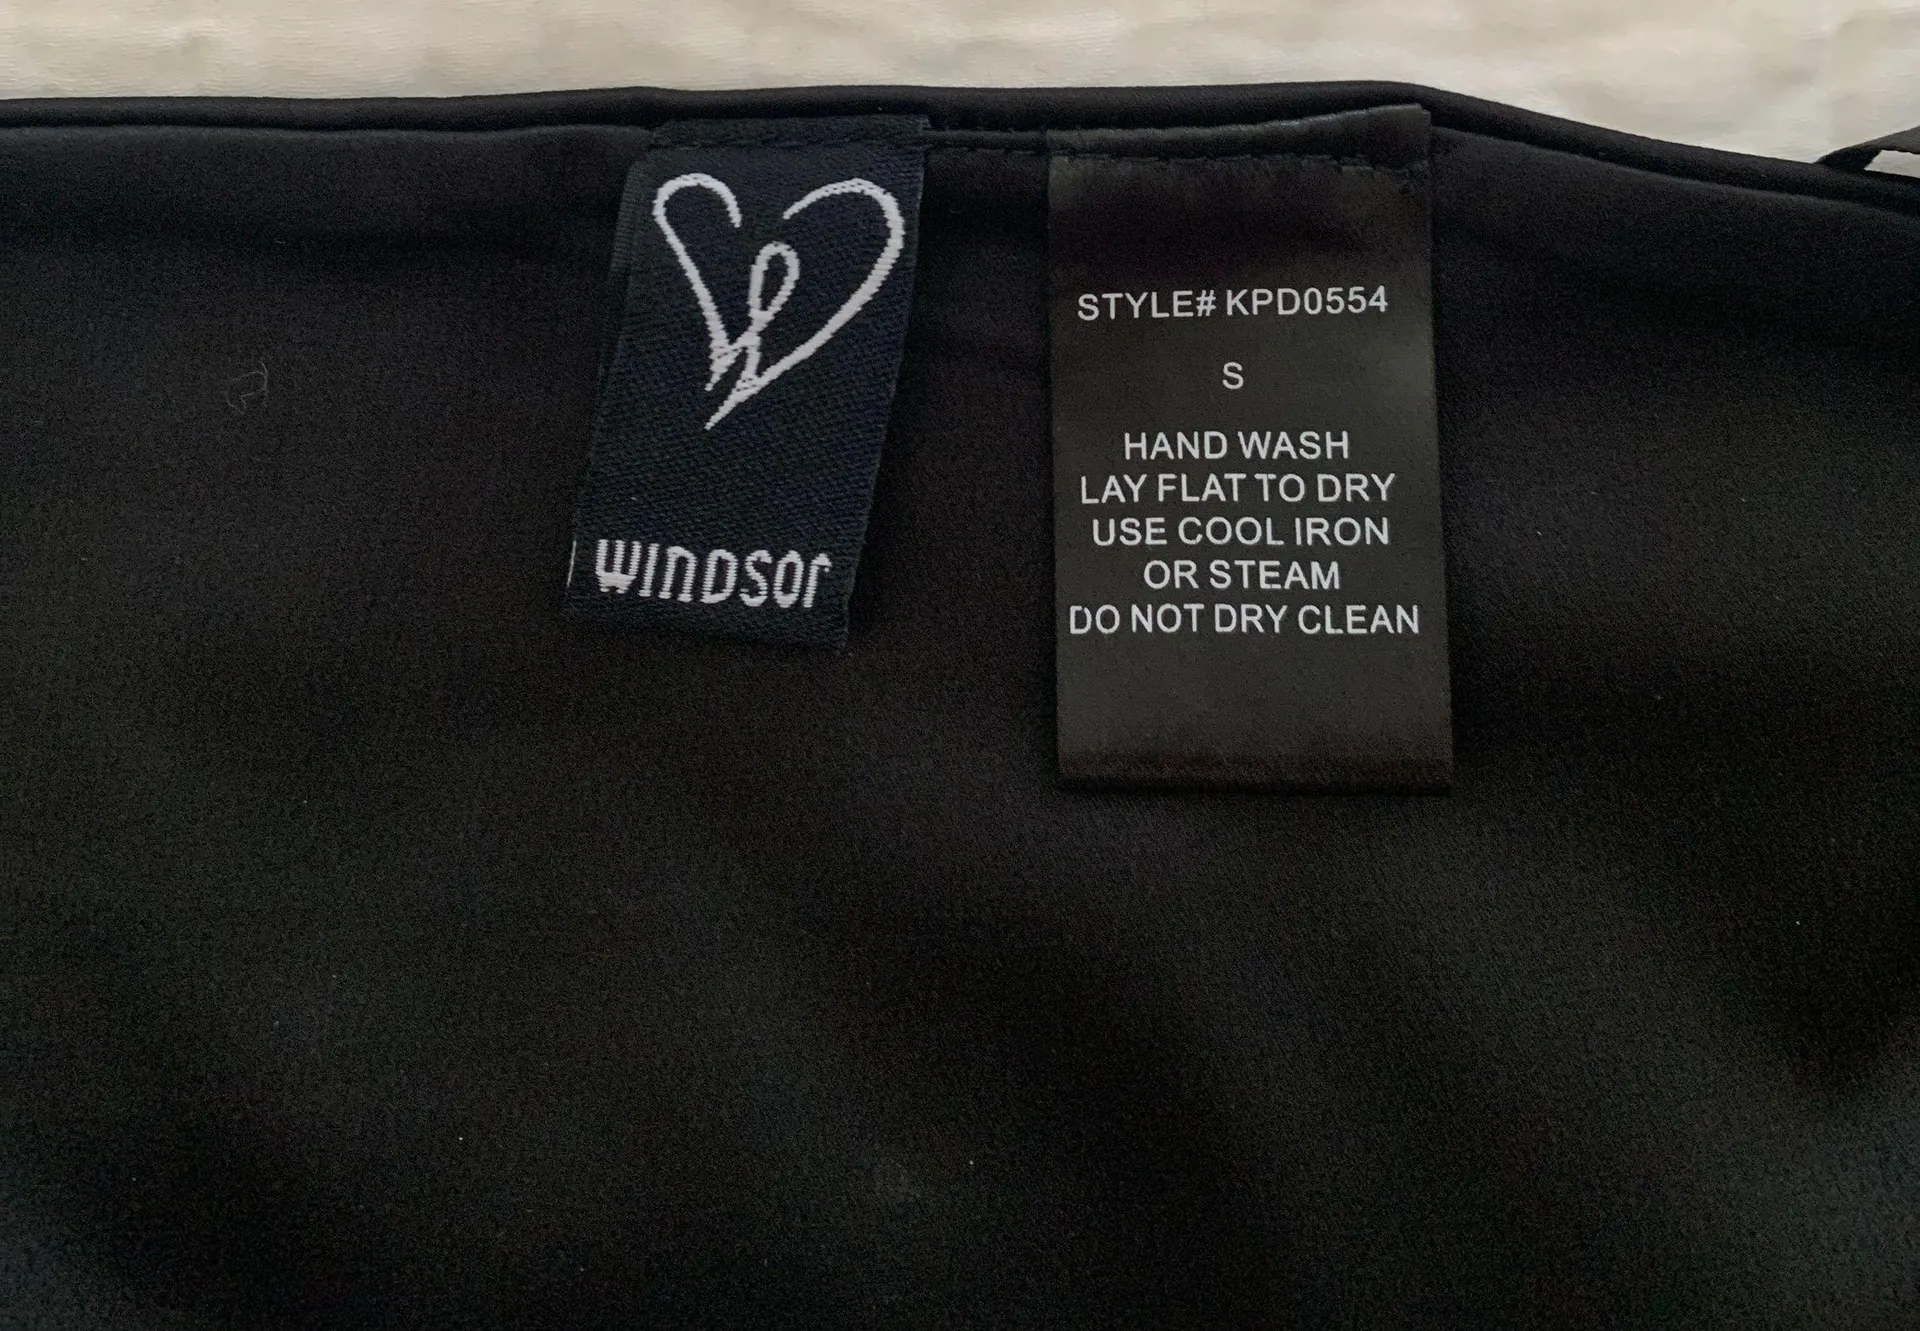 WINDSOR
STYLE# KPD0554
S
HAND WASH
LAY FLAT TO DRY
USE COOL IRON
OR STEAM
DO NOT DRY CLEAN